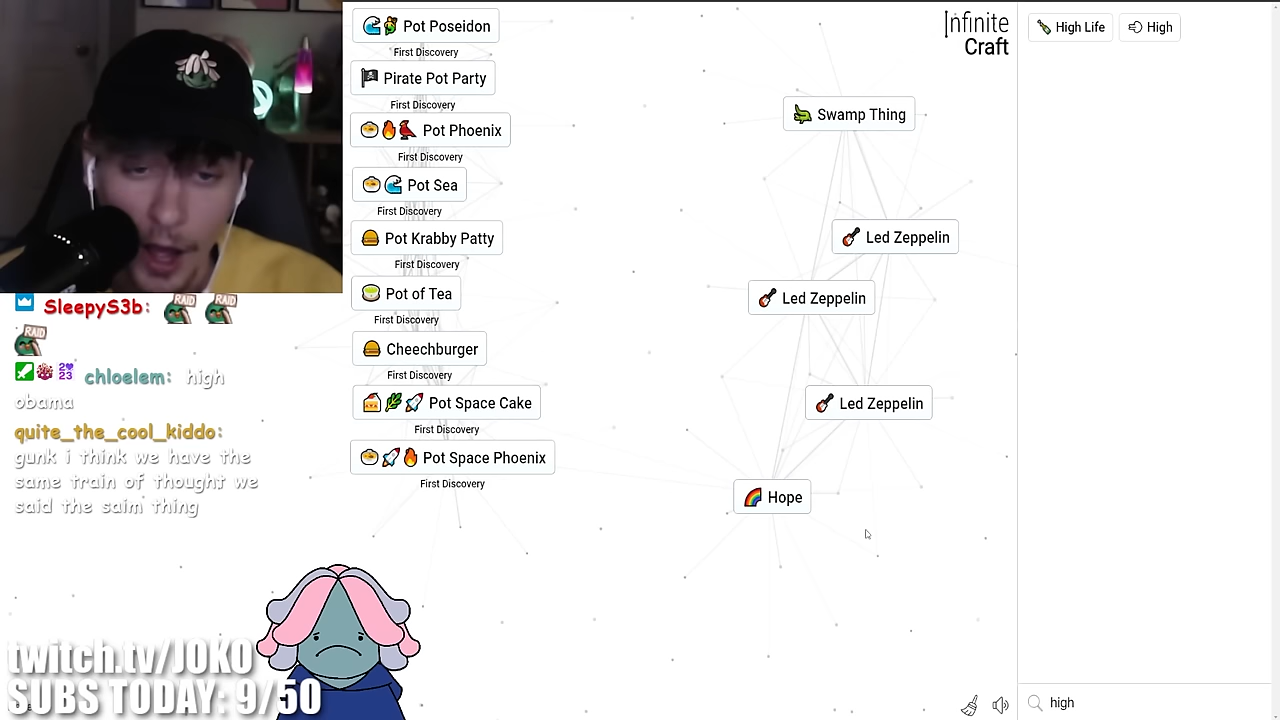 Pot Poseidon
First Discovery
Pirate Pot Party
First Discovery
Pot Phoenix
First Discovery
Pot Sea
First Discovery
Pot Krabby Patty
First Discovery
Pot of Tea
First Discovery
Cheechburger
First Discovery
Pot Space Cake
First Discovery
Pot Space Phoenix
First Discovery
Infinite
Craft
Swamp Thing
Led Zeppelin
Led Zeppelin
Led Zeppelin
Hope
High Life
High
high
SleepyS3b:
RAID
RAID
RAID
chloelem: high
obama
quite_the_cool_kiddo:
gunk i think we have the
same train of thought we
said the saim thing
twitch.tv/JOKO
SUBS TODAY: 9/50